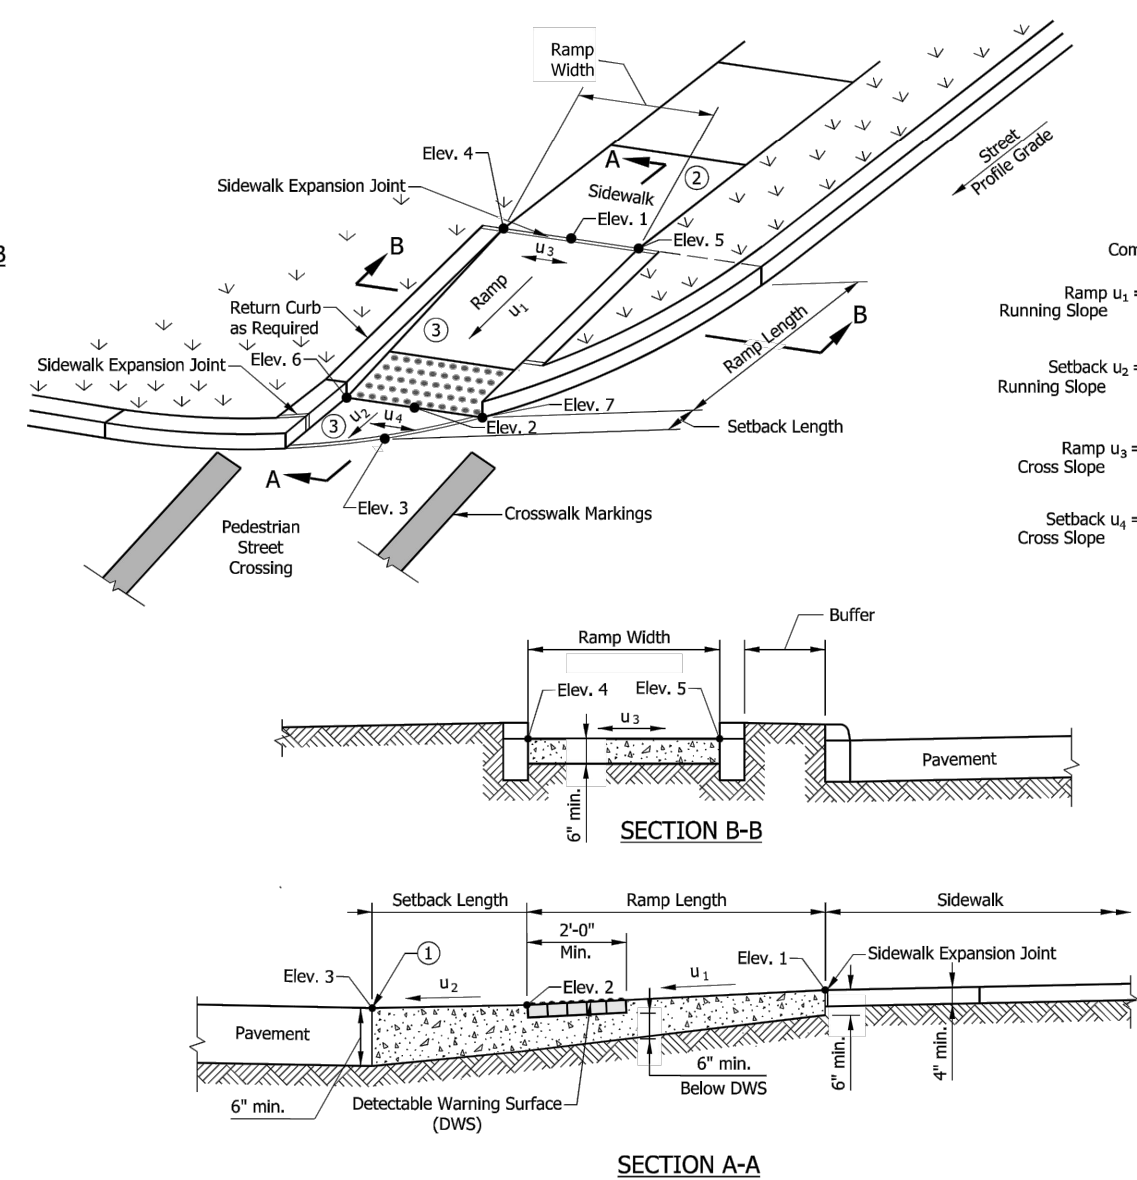 Ramp
Width
Elev. 4
A
2
Street
Profile Grade
Sidewalk Expansion Joint
Sidewalk
Elev. 1
Elev. 5
B
B
u3
Ramp
u1
Return Curb
as Required
3
Ramp Length
B
Com
Ramp u1 =
Running Slope
Sidewalk Expansion Joint
Elev. 6
Setback u2 =
Running Slope
Elev. 7
3
u2
u4
Elev. 2
Setback Length
Ramp u3 =
Cross Slope
A
Elev. 3
Crosswalk Markings
Setback u4 =
Cross Slope
Pedestrian
Street
Crossing
Buffer
Ramp Width
Elev. 4
Elev. 5
u3
Pavement
6" min.
SECTION B-B
Setback Length
Ramp Length
Sidewalk
2'-0"
Min.
1
Elev. 3
u2
Elev. 2
u1
Elev. 1
Sidewalk Expansion Joint
Pavement
6" min.
6" min.
Below DWS
6" min.
4" min.
Detectable Warning Surface
(DWS)
SECTION A-A